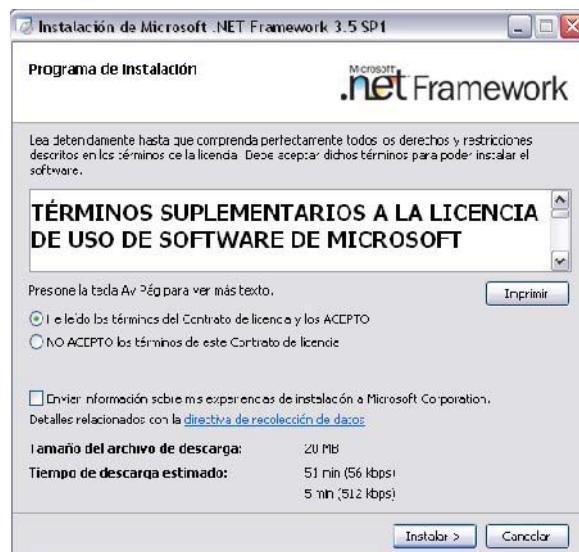 Instalación de Microsoft .NET Framework 3.5 SP1
Programa de Instalación
Microsoft
.net Framework
Lea detenidamente hasta que comprenda perfectamente todos los derechos y restricciones
descritos en los términos de la licencia. Debe aceptar dichos términos para poder instalar el
software.
TÉRMINOS SUPLEMENTARIOS A LA LICENCIA
DE USO DE SOFTWARE DE MICROSOFT
Presione la tecla Av Pág para ver más texto.
Imprimir
He leído los términos del Contrato de licencia y los ACEPTO
NO ACEPTO los términos de este Contrato de licencia
Enviar información sobre mis experiencias de instalación a Microsoft Corporation.
Detalles relacionados con la directiva de recolección de datos
Tamaño del archivo de descarga: 20 MB
Tiempo de descarga estimado: 51 min (56 kbps)
5 min (512 kbps)
Instalar >
Cancelar